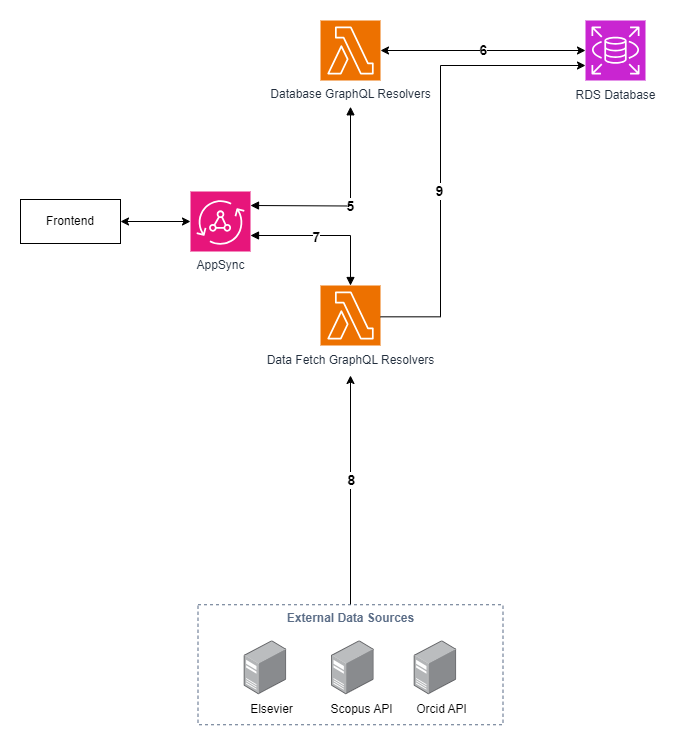 6
Database GraphQL Resolvers
RDS Database
9
5
Frontend
7
AppSync
Data Fetch GraphQL Resolvers
8
External Data Sources
Elsevier
Scopus API
Orcid API